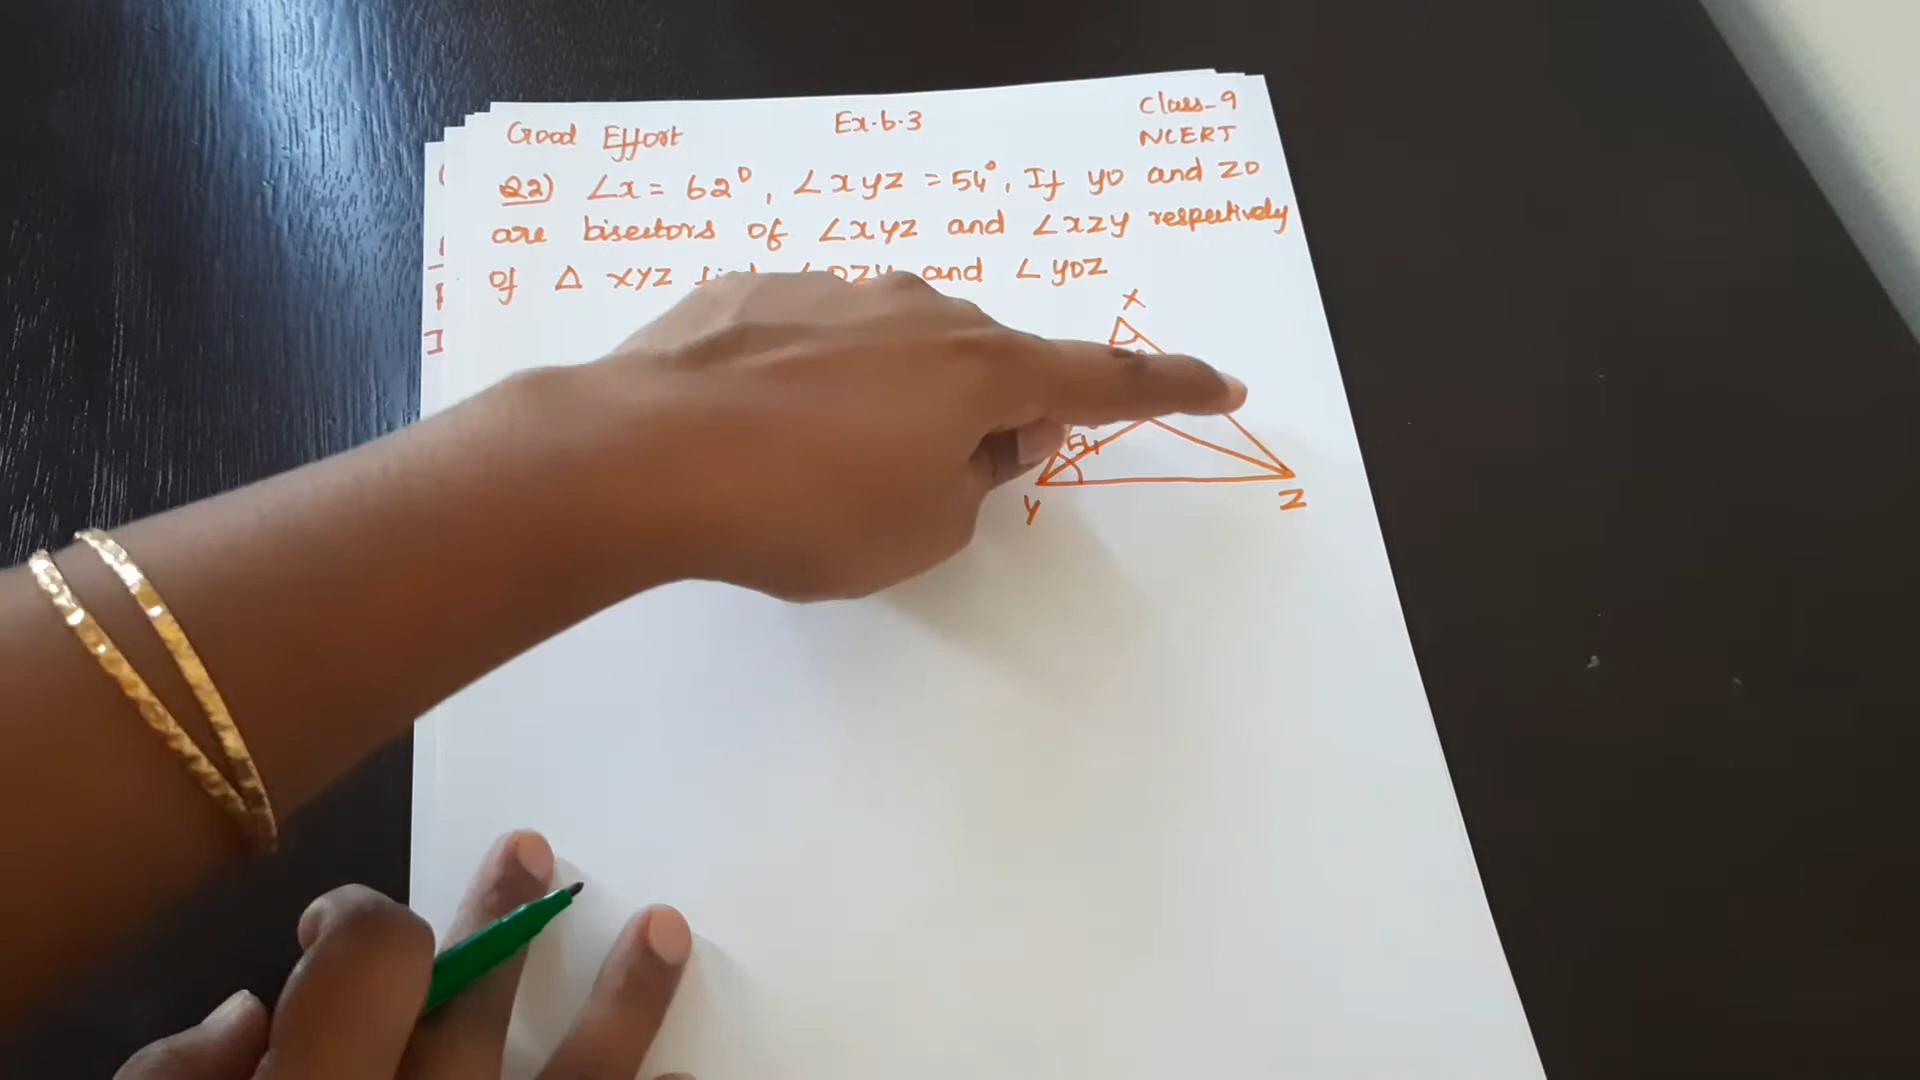 Good Effort Ex.6.3 Class-9
NCERT
Q2) ∠x = 62°, ∠xyz = 54°, If yo and zo
are bisectors of ∠xyz and ∠xzy respectively
of △ XYZ and ∠yoz
X
54
Y Z